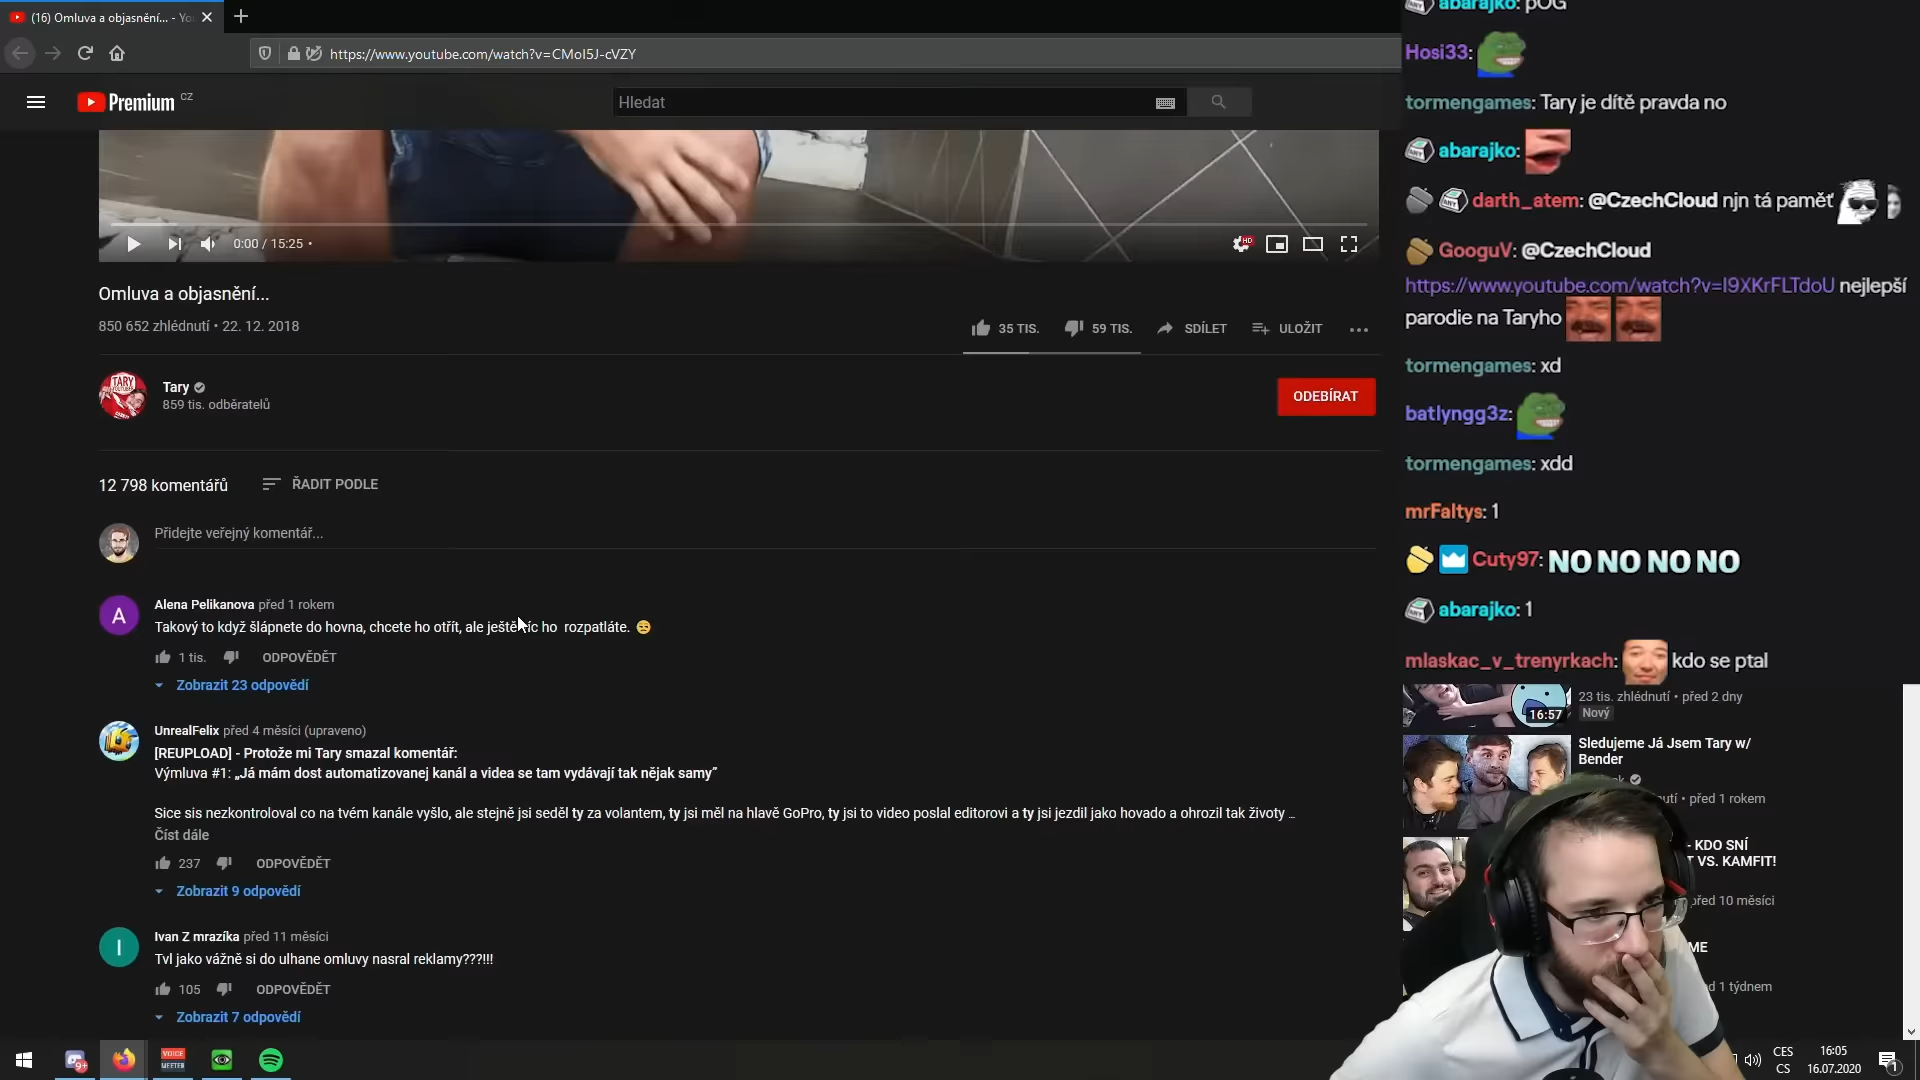 (16) Omluva a objasnění... - Yo
https://www.youtube.com/watch?v=CMoI5J-cVZY
Premium CZ
Hledat
0:00 / 15:25 •
HD
Omluva a objasnění...
850 652 zhlédnutí • 22. 12. 2018
35 TIS.
59 TIS.
SDÍLET
ULOŽIT
TARY
Tary
859 tis. odběratelů
ODEBÍRAT
12 798 komentářů
ŘADIT PODLE
Přidejte veřejný komentář...
A
Alena Pelikanova před 1 rokem
Takový to když šlápnete do hovna, chcete ho otřít, ale ještě víc ho rozpatláte.
1 tis.
ODPOVĚDĚT
Zobrazit 23 odpovědí
UnrealFelix před 4 měsíci (upraveno)
[REUPLOAD] - Protože mi Tary smazal komentář:
Výmluva #1: „Já mám dost automatizovanej kanál a videa se tam vydávají tak nějak samy”
Sice sis nezkontroloval co na tvém kanále vyšlo, ale stejně jsi seděl ty za volantem, ty jsi měl na hlavě GoPro, ty jsi to video poslal editorovi a ty jsi jezdil jako hovado a ohrozil tak životy ...
Číst dále
237
ODPOVĚDĚT
Zobrazit 9 odpovědí
I
Ivan Z mrazíka před 11 měsíci
Tvl jako vážně si do ulhane omluvy nasral reklamy???!!!
105
ODPOVĚDĚT
Zobrazit 7 odpovědí
abarajko: pOG
Hosi33:
tormengames: Tary je dítě pravda no
abarajko:
darth_atem: @CzechCloud njn tá paměť
GooguV: @CzechCloud
https://www.youtube.com/watch?v=I9XKrFLTdoU nejlepší
parodie na Taryho
tormengames: xd
batlyngg3z:
tormengames: xdd
mrFaltys: 1
Cuty97: NO NO NO NO
abarajko: 1
mlaskac_v_trenyrkach: kdo se ptal
23 tis. zhlédnutí • před 2 dny
16:57
Nový
Sledujeme Já Jsem Tary w/
Bender
před 1 rokem
- KDO SNÍ
VS. KAMFIT!
před 10 měsíci
ME
1 týdnem
9+
VOICE
MEETER
CES
CS
16:05
16.07.2020
1